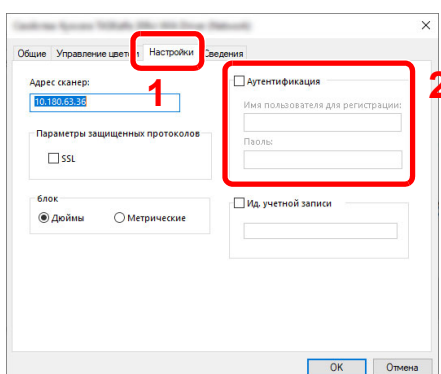 Общие Управление цветом Настройки Сведения
1
2
Адрес сканер:
10.180.63.36
Параметры защищенных протоколов
SSL
блок
Дюймы Метрические
Аутентификация
Имя пользователя для регистрации:
Паоль:
Ид. учетной записи
OK Отмена